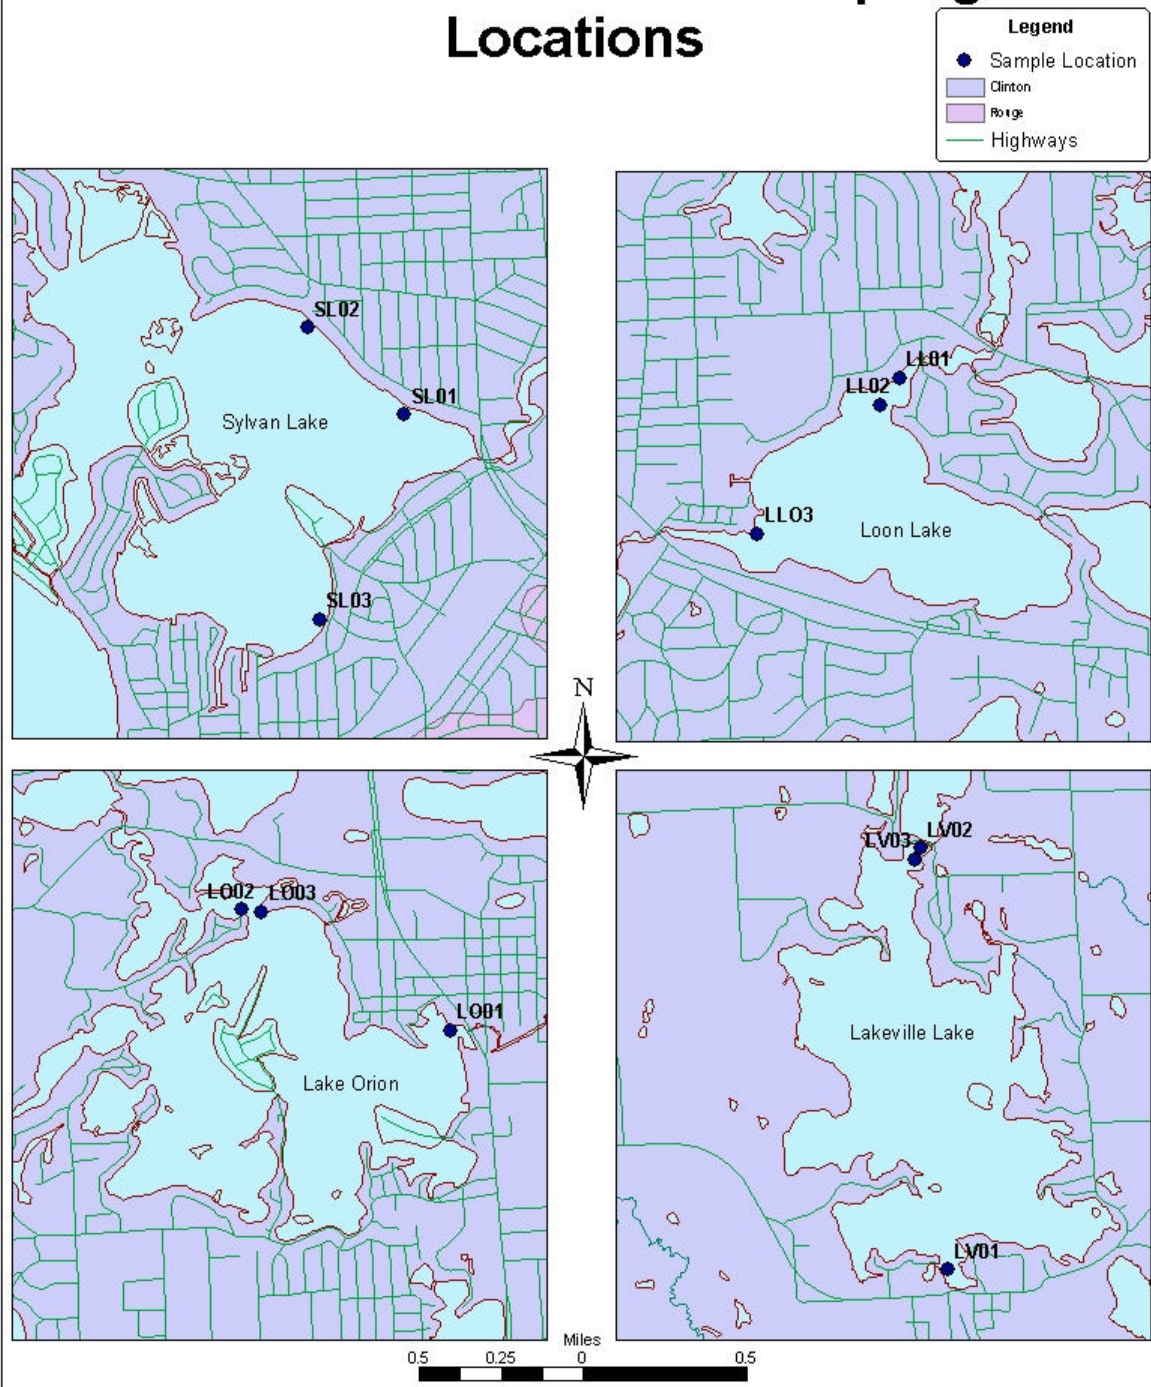 Locations
Legend
Sample Location
Clinton
Rouge
Highways
SL02
SL01
Sylvan Lake
SL03
LL01
LL02
LLO3
Loon Lake
N
LO02
LO03
LO01
Lake Orion
LV02
LV03
Lakeville Lake
LV01
Miles
0.5 0.25 0 0.5